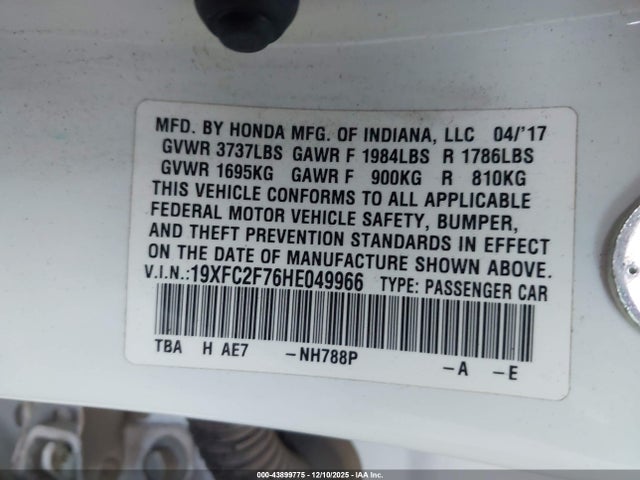 MFD. BY HONDA MFG. OF INDIANA, LLC 04/'17
GVWR 3737LBS GAWR F 1984LBS R 1786LBS
GVWR 1695KG GAWR F 900KG R 810KG
THIS VEHICLE CONFORMS TO ALL APPLICABLE
FEDERAL MOTOR VEHICLE SAFETY, BUMPER,
AND THEFT PREVENTION STANDARDS IN EFFECT
ON THE DATE OF MANUFACTURE SHOWN ABOVE.
V.I.N.:19XFC2F76HE049966 TYPE: PASSENGER CAR
TBA H AE7 -NH788P -A -E
000-43899775 - 12/10/2025 - IAA Inc.